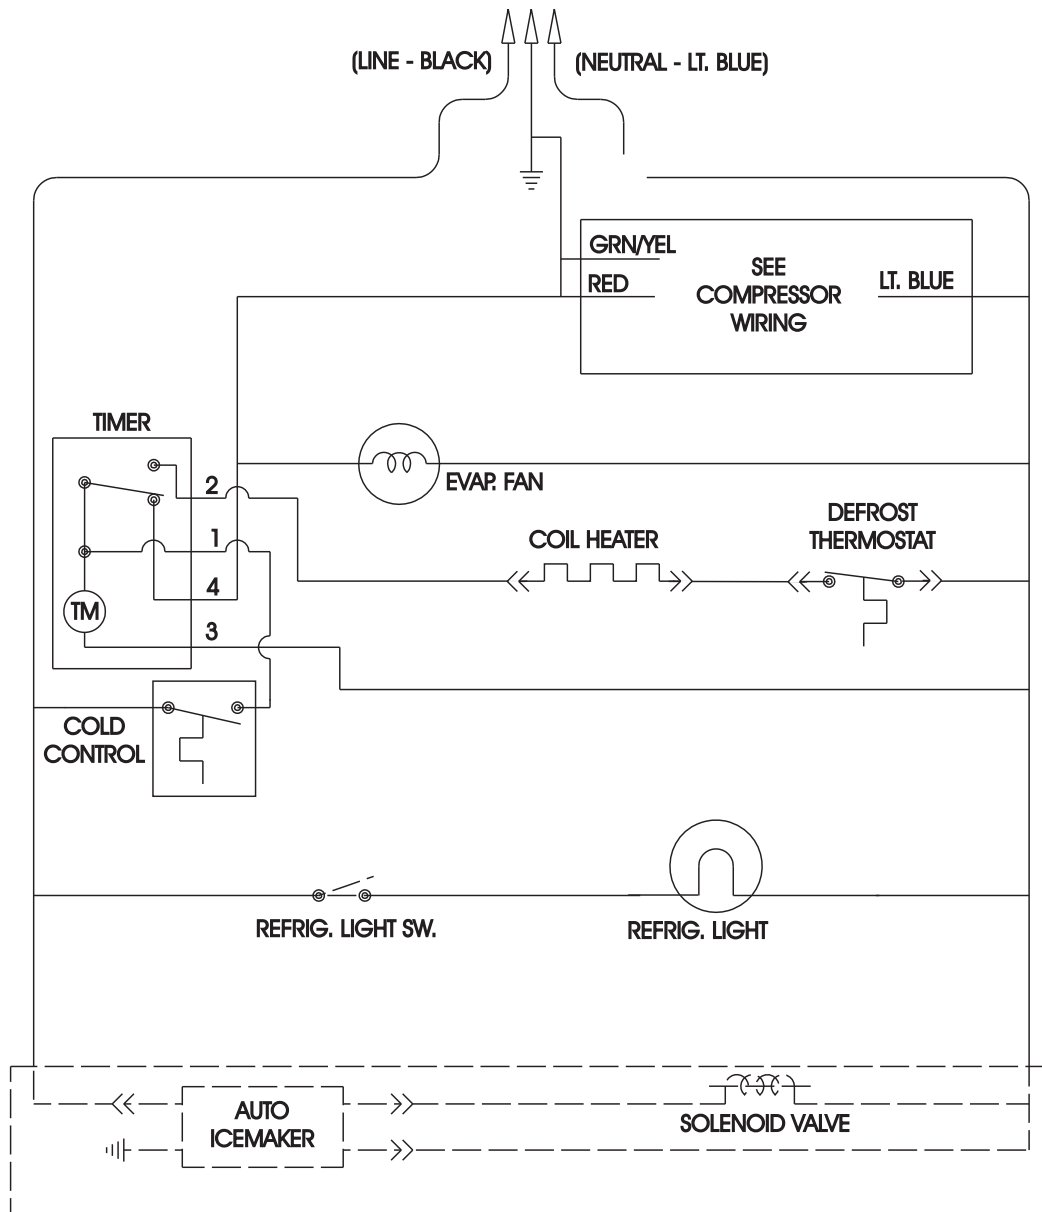 (LINE - BLACK)
(NEUTRAL - LT. BLUE)
GRN/YEL
RED
SEE
COMPRESSOR
WIRING
LT. BLUE
TIMER
2
1
4
3
TM
EVAP. FAN
COIL HEATER
DEFROST
THERMOSTAT
COLD
CONTROL
REFRIG. LIGHT SW.
REFRIG. LIGHT
AUTO
ICEMAKER
SOLENOID VALVE